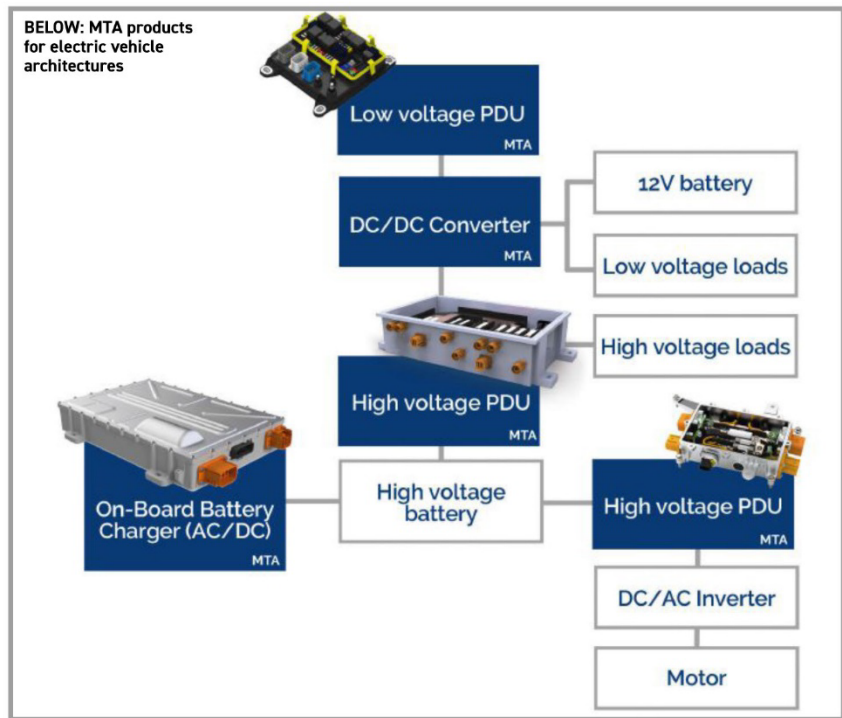 BELOW: MTA products
for electric vehicle
architectures
Low voltage PDU
MTA
DC/DC Converter
MTA
12V battery
Low voltage loads
High voltage loads
High voltage PDU
MTA
On-Board Battery
Charger (AC/DC)
MTA
High voltage
battery
High voltage PDU
MTA
DC/AC Inverter
Motor